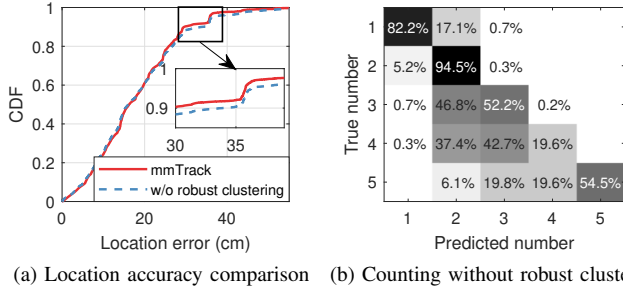 1
0.8
0.6
0.4
0.2
0
CDF
1
0.9
30 35
mmTrack
w/o robust clustering
0 20 40
Location error (cm)
(a) Location accuracy comparison
True number
1 82.2% 17.1% 0.7%
2 5.2% 94.5% 0.3%
3 0.7% 46.8% 52.2% 0.2%
4 0.3% 37.4% 42.7% 19.6%
5 6.1% 19.8% 19.6% 54.5%
1 2 3 4 5
Predicted number
(b) Counting without robust cluste